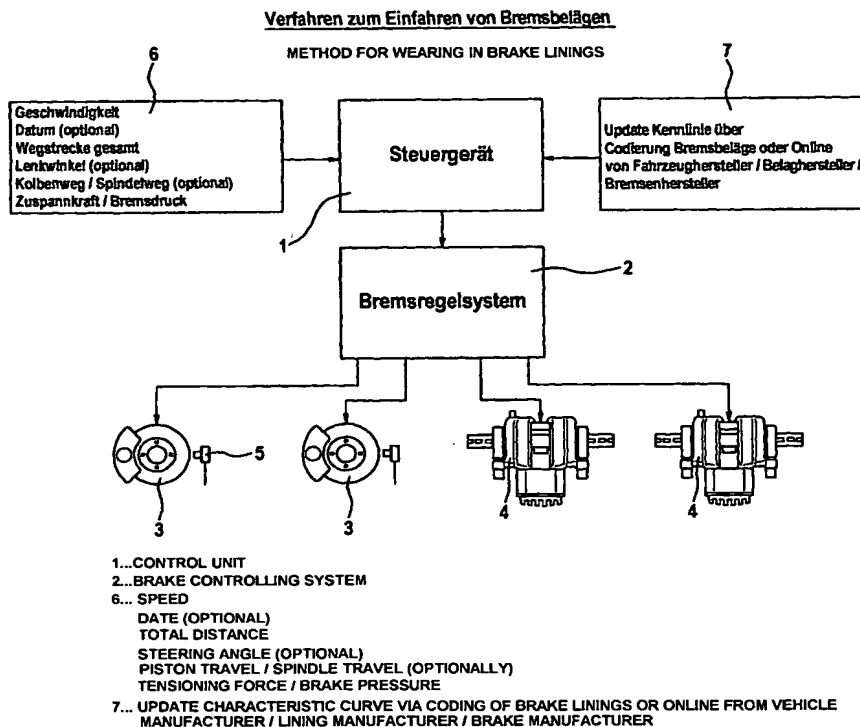 Verfahren zum Einfahren von Bremsbelägen
METHOD FOR WEARING IN BRAKE LININGS
6
7
Geschwindigkeit
Datum (optional)
Wegstrecke gesamt
Lenkwinkel (optional)
Kolbenweg / Spindelweg (optional)
Zuspannkraft / Bremsdruck
Steuergerät
Update Kennlinie über
Codierung Bremsbeläge oder Online
von Fahrzeughersteller / Belaghersteller /
Bremsenhersteller
1
2
Bremsregelsystem
5
3
3
4
4
1...CONTROL UNIT
2...BRAKE CONTROLLING SYSTEM
6... SPEED
DATE (OPTIONAL)
TOTAL DISTANCE
STEERING ANGLE (OPTIONAL)
PISTON TRAVEL / SPINDLE TRAVEL (OPTIONALLY)
TENSIONING FORCE / BRAKE PRESSURE
7... UPDATE CHARACTERISTIC CURVE VIA CODING OF BRAKE LININGS OR ONLINE FROM VEHICLE
MANUFACTURER / LINING MANUFACTURER / BRAKE MANUFACTURER